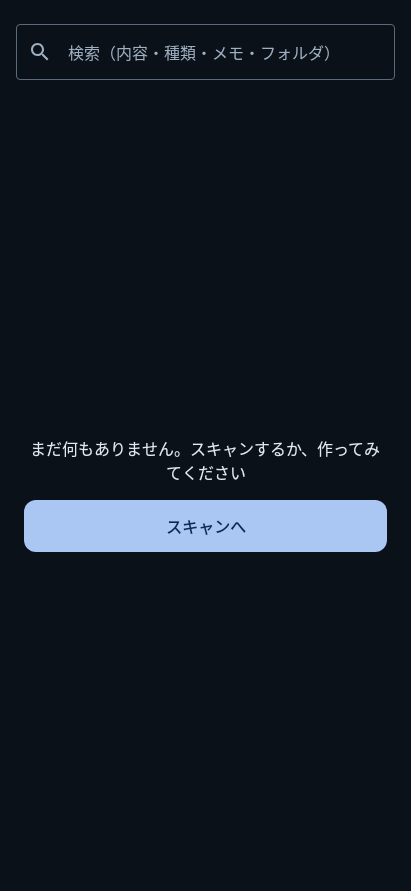 検索（内容・種類・メモ・フォルダ）
まだ何もありません。スキャンするか、作ってみ
てください
スキャンへ